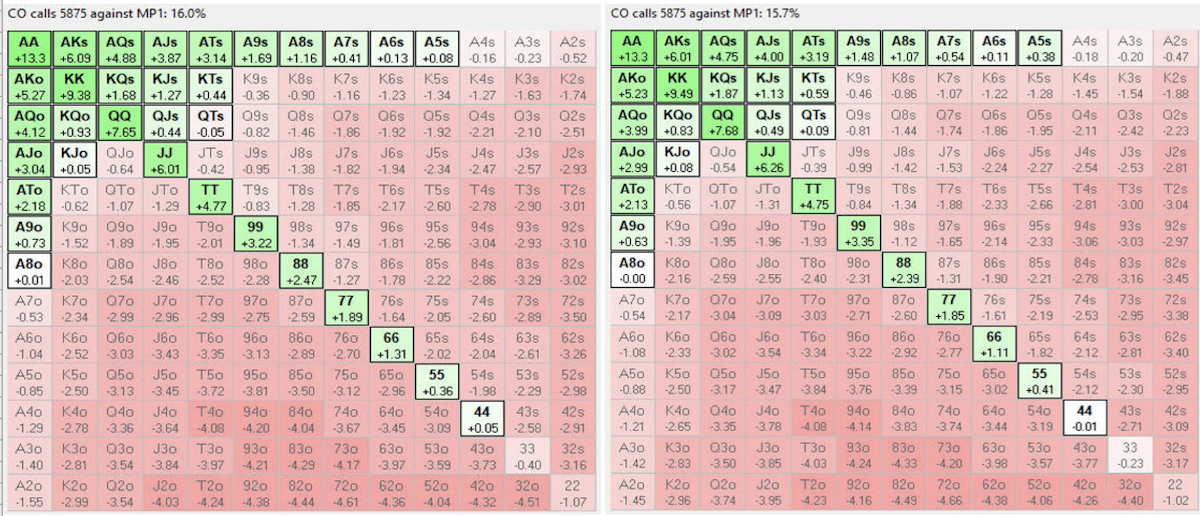 CO calls 5875 against MP1: 16.0%
AA AKs AQs AJs ATs A9s A8s A7s A6s A5s A4s A3s A2s
+13.3 +6.09 +4.88 +3.87 +3.14 +1.69 +1.16 +0.41 +0.13 +0.08 -0.16 -0.23 -0.52
AKo KK KQs KJs KTs K9s K8s K7s K6s K5s K4s K3s K2s
+5.27 +9.38 +1.68 +1.27 +0.44 -0.36 -0.90 -1.16 -1.23 -1.34 -1.27 -1.63 -1.74
AQo KQo QQ QJs QTs Q9s Q8s Q7s Q6s Q5s Q4s Q3s Q2s
+4.12 +0.93 +7.65 +0.44 -0.05 -0.82 -1.46 -1.86 -1.92 -1.92 -2.21 -2.10 -2.51
AJo KJo QJo JJ JTs J9s J8s J7s J6s J5s J4s J3s J2s
+3.04 +0.05 -0.64 +6.01 -0.42 -0.95 -1.38 -1.82 -1.94 -2.34 -2.47 -2.57 -2.93
ATo KTo QTo JTo TT T9s T8s T7s T6s T5s T4s T3s T2s
+2.18 -0.62 -1.07 -1.29 +4.77 -0.83 -1.28 -1.85 -2.17 -2.60 -2.78 -2.90 -3.01
A9o K9o Q9o J9o T9o 99 98s 97s 96s 95s 94s 93s 92s
+0.73 -1.52 -1.89 -1.95 -2.01 +3.22 -1.34 -1.49 -1.81 -2.56 -3.04 -2.93 -3.10
A8o K8o Q8o J8o T8o 98o 88 87s 86s 85s 84s 83s 82s
+0.01 -2.03 -2.54 -2.46 -2.52 -2.28 +2.47 -1.27 -1.78 -2.22 -2.86 -3.29 -3.02
A7o K7o Q7o J7o T7o 97o 87o 77 76s 75s 74s 73s 72s
-0.53 -2.34 -2.99 -2.96 -2.99 -2.75 -2.59 +1.89 -1.64 -2.05 -2.60 -2.89 -3.50
A6o K6o Q6o J6o T6o 96o 86o 76o 66 65s 64s 63s 62s
-1.04 -2.52 -3.03 -3.43 -3.35 -3.13 -2.89 -2.70 +1.31 -2.02 -2.04 -2.61 -3.26
A5o K5o Q5o J5o T5o 95o 85o 75o 65o 55 54s 53s 52s
-0.85 -2.50 -3.13 -3.45 -3.72 -3.81 -3.50 -3.12 -2.96 +0.36 -1.98 -2.29 -2.98
A4o K4o Q4o J4o T4o 94o 84o 74o 64o 54o 44 43s 42s
-1.29 -2.78 -3.36 -3.64 -4.08 -4.20 -4.04 -3.67 -3.45 -3.09 +0.05 -2.58 -2.91
A3o K3o Q3o J3o T3o 93o 83o 73o 63o 53o 43o 33 32s
-1.40 -2.81 -3.54 -3.84 -3.97 -4.21 -4.29 -4.17 -3.97 -3.59 -3.73 -0.40 -3.16
A2o K2o Q2o J2o T2o 92o 82o 72o 62o 52o 42o 32o 22
-1.55 -2.99 -3.54 -4.03 -4.24 -4.38 -4.44 -4.61 -4.36 -4.04 -4.32 -4.51 -1.07
CO calls 5875 against MP1: 15.7%
AA AKs AQs AJs ATs A9s A8s A7s A6s A5s A4s A3s A2s
+13.3 +6.01 +4.75 +4.00 +3.19 +1.48 +1.07 +0.54 +0.11 +0.38 -0.18 -0.20 -0.47
AKo KK KQs KJs KTs K9s K8s K7s K6s K5s K4s K3s K2s
+5.23 +9.49 +1.87 +1.13 +0.59 -0.46 -0.86 -1.07 -1.22 -1.28 -1.45 -1.54 -1.88
AQo KQo QQ QJs QTs Q9s Q8s Q7s Q6s Q5s Q4s Q3s Q2s
+3.99 +0.83 +7.68 +0.49 +0.09 -0.81 -1.44 -1.74 -1.86 -1.95 -2.11 -2.42 -2.23
AJo KJo QJo JJ JTs J9s J8s J7s J6s J5s J4s J3s J2s
+2.99 +0.08 -0.54 +6.26 -0.39 -0.99 -1.42 -1.53 -2.24 -2.27 -2.54 -2.53 -2.81
ATo KTo QTo JTo TT T9s T8s T7s T6s T5s T4s T3s T2s
+2.13 -0.56 -1.07 -1.31 +4.75 -0.84 -1.34 -1.88 -2.33 -2.66 -2.81 -3.00 -3.04
A9o K9o Q9o J9o T9o 99 98s 97s 96s 95s 94s 93s 92s
+0.63 -1.39 -1.95 -1.96 -1.93 +3.35 -1.12 -1.65 -2.14 -2.33 -3.06 -3.03 -2.97
A8o K8o Q8o J8o T8o 98o 88 87s 86s 85s 84s 83s 82s
-0.00 -2.16 -2.59 -2.55 -2.40 -2.31 +2.39 -1.31 -1.90 -2.21 -2.78 -3.16 -3.45
A7o K7o Q7o J7o T7o 97o 87o 77 76s 75s 74s 73s 72s
-0.54 -2.17 -3.04 -3.09 -3.03 -2.71 -2.60 +1.85 -1.61 -2.19 -2.53 -2.95 -3.38
A6o K6o Q6o J6o T6o 96o 86o 76o 66 65s 64s 63s 62s
-1.08 -2.33 -3.02 -3.54 -3.34 -3.22 -2.92 -2.77 +1.11 -1.82 -2.12 -2.81 -3.40
A5o K5o Q5o J5o T5o 95o 85o 75o 65o 55 54s 53s 52s
-0.88 -2.50 -3.17 -3.47 -3.84 -3.76 -3.39 -3.15 -3.02 +0.41 -2.12 -2.30 -2.95
A4o K4o Q4o J4o T4o 94o 84o 74o 64o 54o 44 43s 42s
-1.21 -2.65 -3.35 -3.78 -4.08 -4.14 -3.83 -3.74 -3.44 -3.19 -0.01 -2.71 -3.09
A3o K3o Q3o J3o T3o 93o 83o 73o 63o 53o 43o 33 32s
-1.42 -2.83 -3.50 -3.85 -4.03 -4.24 -4.33 -4.20 -3.98 -3.57 -3.77 -0.23 -3.17
A2o K2o Q2o J2o T2o 92o 82o 72o 62o 52o 42o 32o 22
-1.45 -2.96 -3.74 -3.95 -4.23 -4.16 -4.49 -4.66 -4.38 -4.06 -4.26 -4.40 -1.02